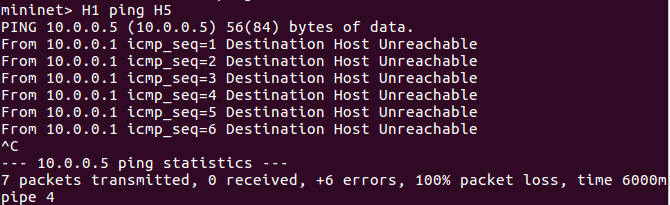 mininet> H1 ping H5
PING 10.0.0.5 (10.0.0.5) 56(84) bytes of data.
From 10.0.0.1 icmp_seq=1 Destination Host Unreachable
From 10.0.0.1 icmp_seq=2 Destination Host Unreachable
From 10.0.0.1 icmp_seq=3 Destination Host Unreachable
From 10.0.0.1 icmp_seq=4 Destination Host Unreachable
From 10.0.0.1 icmp_seq=5 Destination Host Unreachable
From 10.0.0.1 icmp_seq=6 Destination Host Unreachable
^C
--- 10.0.0.5 ping statistics ---
7 packets transmitted, 0 received, +6 errors, 100% packet loss, time 6000m
pipe 4